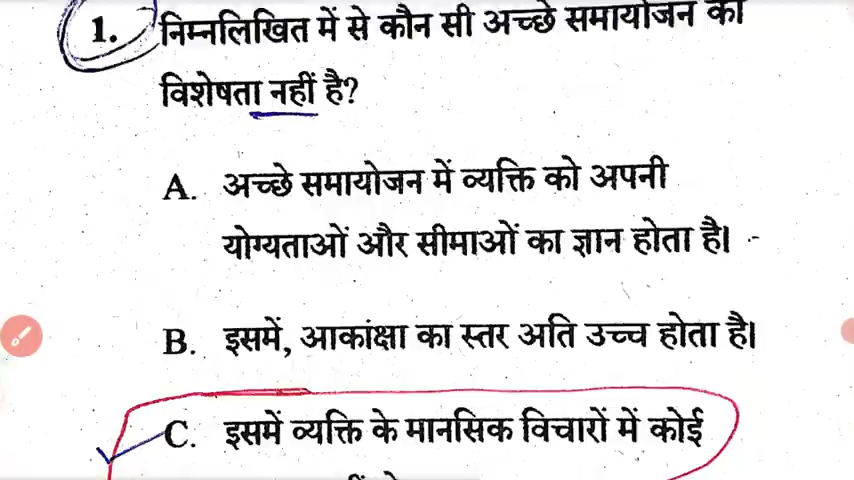 1. निम्नलिखित में से कौन सी अच्छे समायोजन की
विशेषता नहीं है?
A. अच्छे समायोजन में व्यक्ति को अपनी
योग्यताओं और सीमाओं का ज्ञान होता है।
B. इसमें, आकांक्षा का स्तर अति उच्च होता है।
C. इसमें व्यक्ति के मानसिक विचारों में कोई